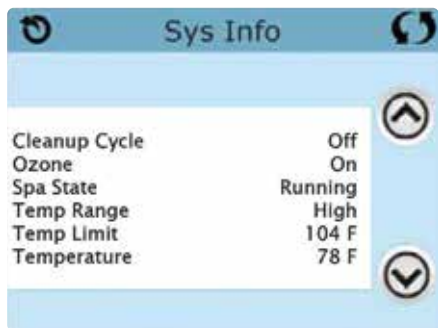 Sys Info
Cleanup Cycle Off
Ozone On
Spa State Running
Temp Range High
Temp Limit 104 F
Temperature 78 F